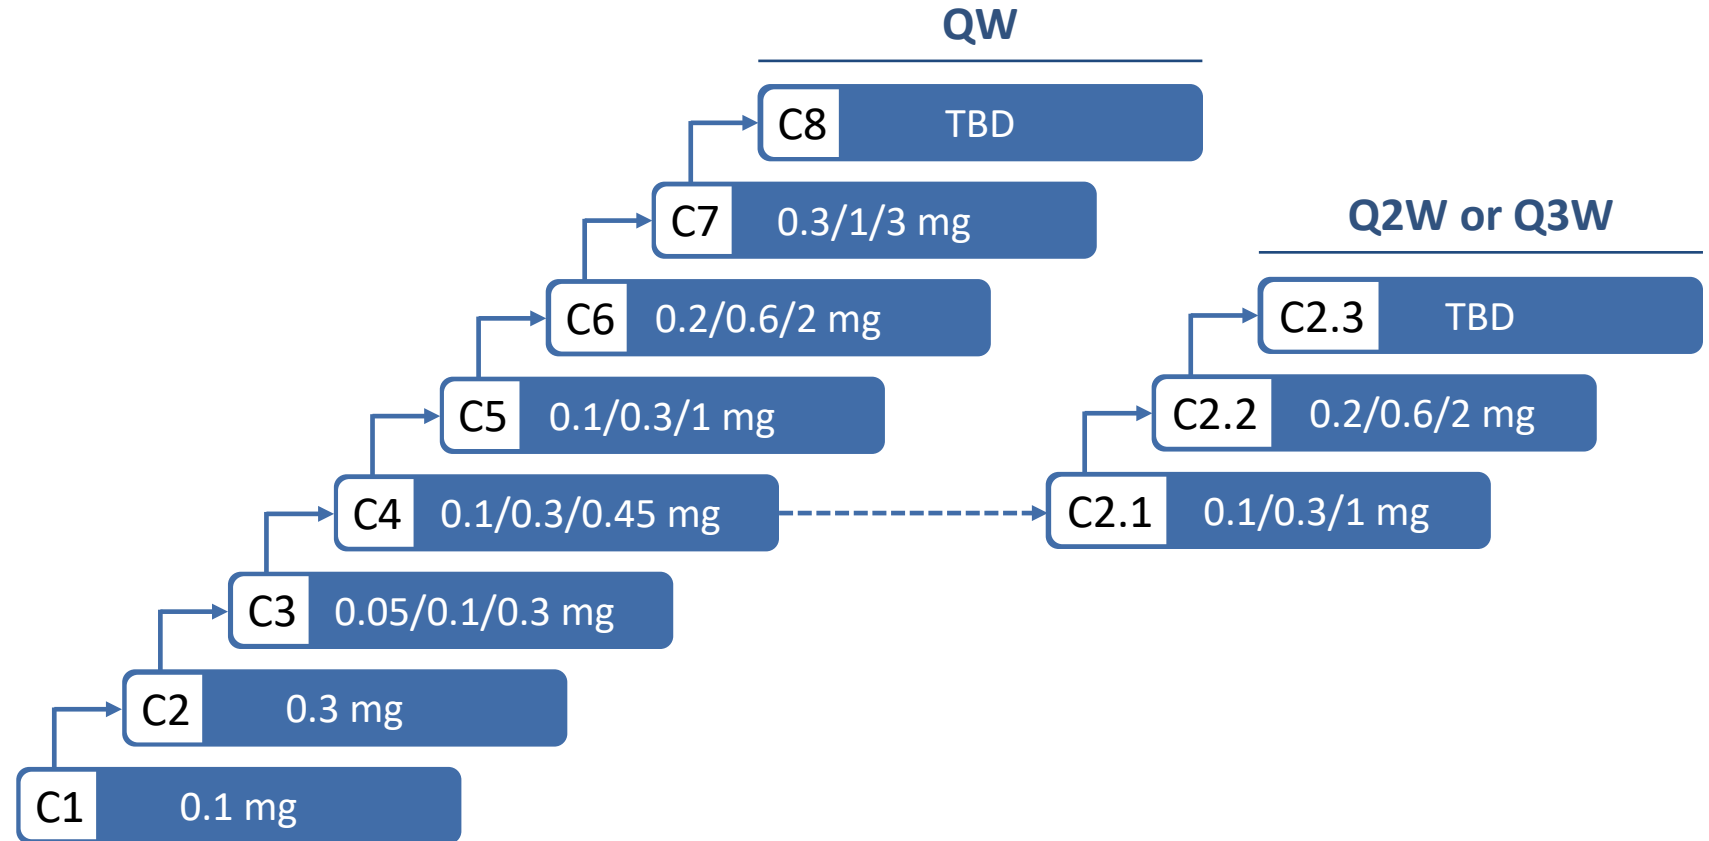 QW
C8 TBD
C7 0.3/1/3 mg
Q2W or Q3W
C6 0.2/0.6/2 mg
C2.3 TBD
C5 0.1/0.3/1 mg
C2.2 0.2/0.6/2 mg
C4 0.1/0.3/0.45 mg
C2.1 0.1/0.3/1 mg
C3 0.05/0.1/0.3 mg
C2 0.3 mg
C1 0.1 mg